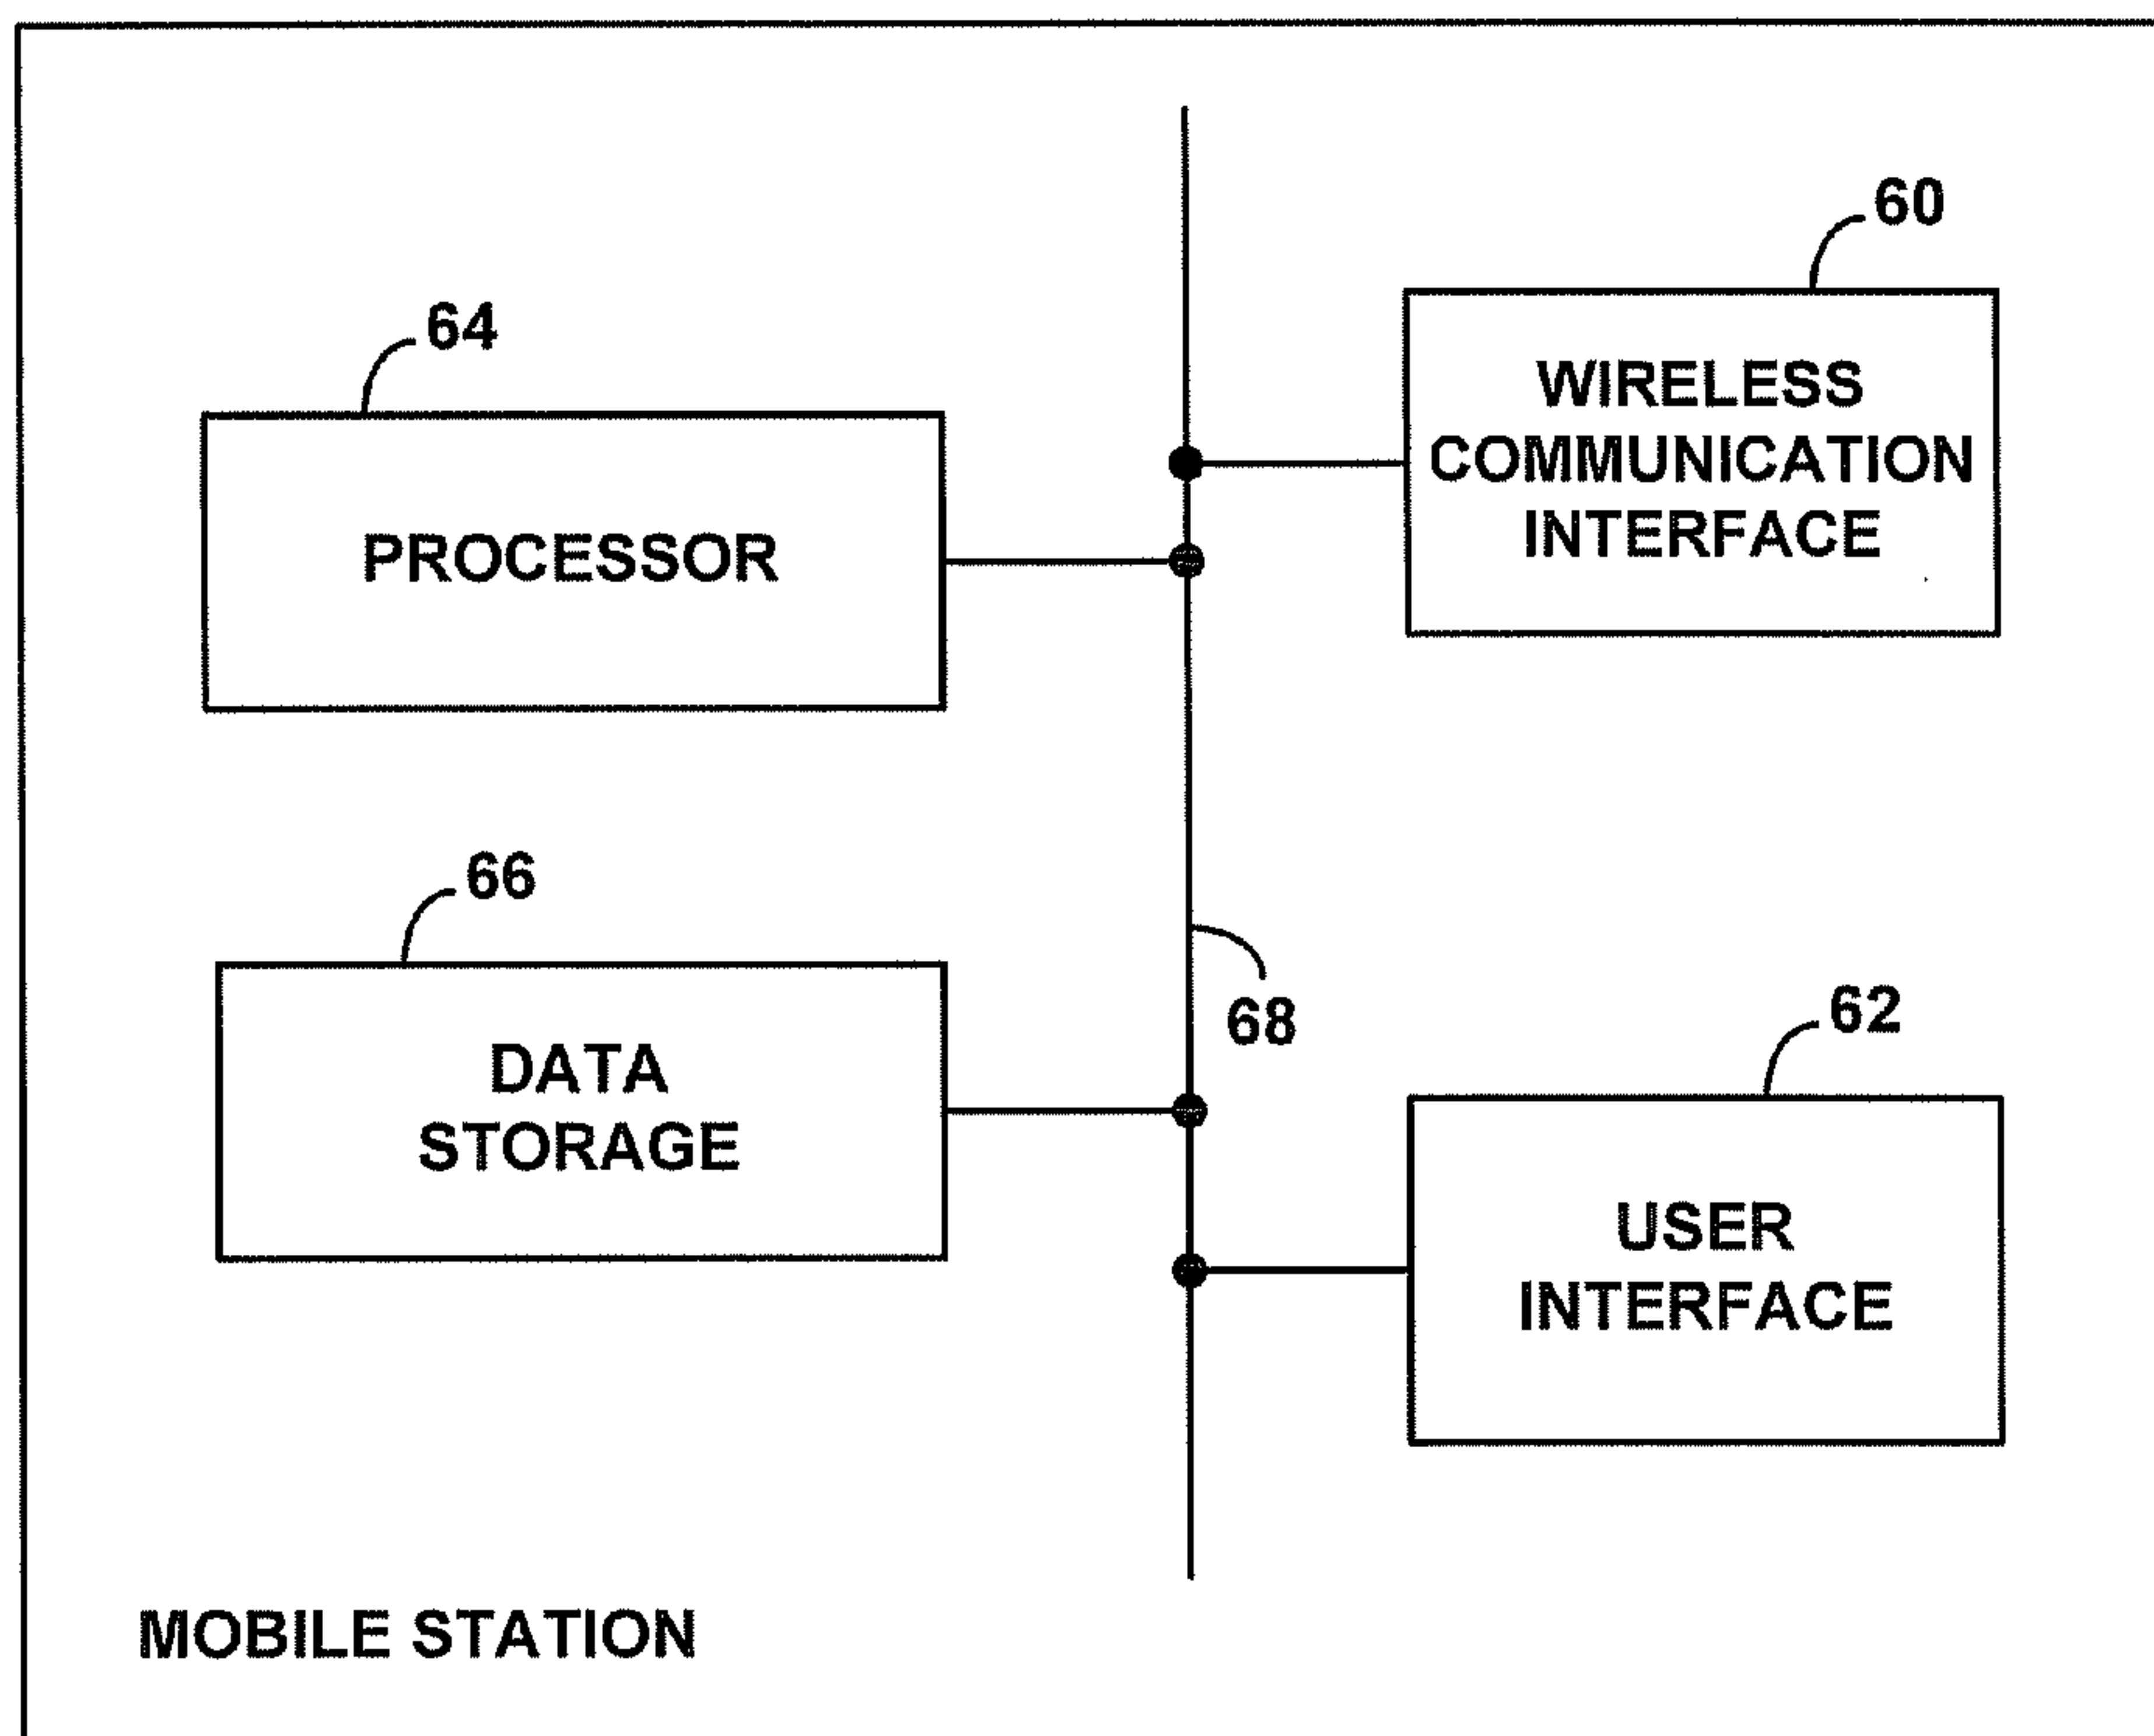 60
64
WIRELESS
COMMUNICATION
INTERFACE
PROCESSOR
66
68
62
DATA
STORAGE
USER
INTERFACE
MOBILE STATION